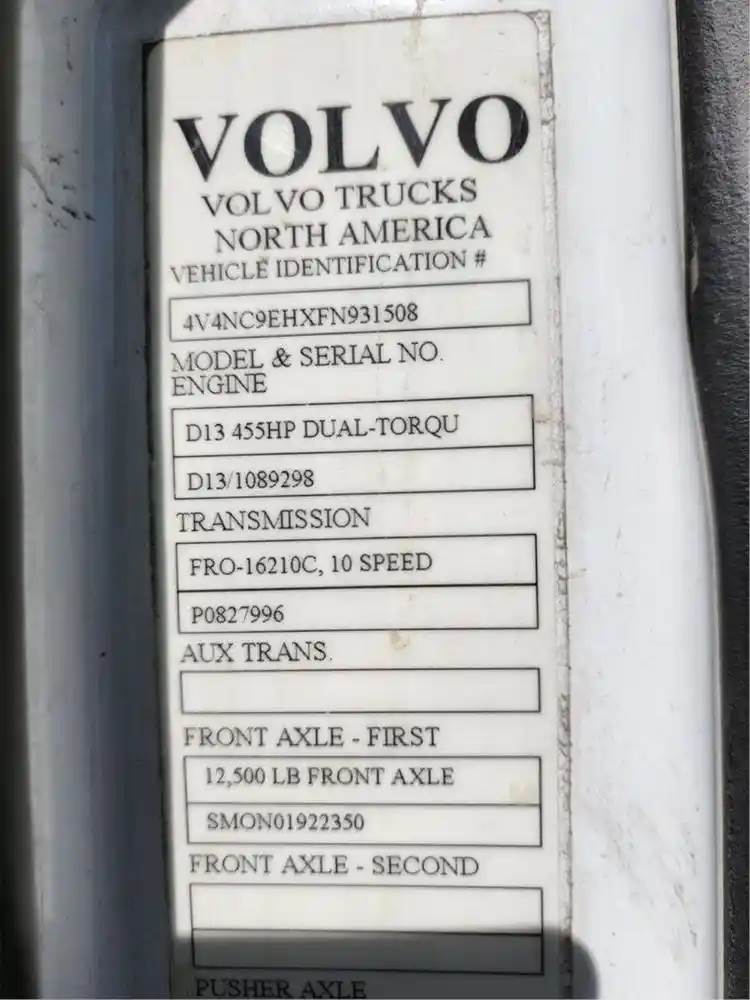 VOLVO
VOLVO TRUCKS
NORTH AMERICA
VEHICLE IDENTIFICATION #
4V4NC9EHXFN931508
MODEL & SERIAL NO.
ENGINE
D13 455HP DUAL-TORQU
D13/1089298
TRANSMISSION
FRO-16210C, 10 SPEED
P0827996
AUX TRANS.
FRONT AXLE - FIRST
12,500 LB FRONT AXLE
SMON01922350
FRONT AXLE - SECOND
PUSHER AXLE